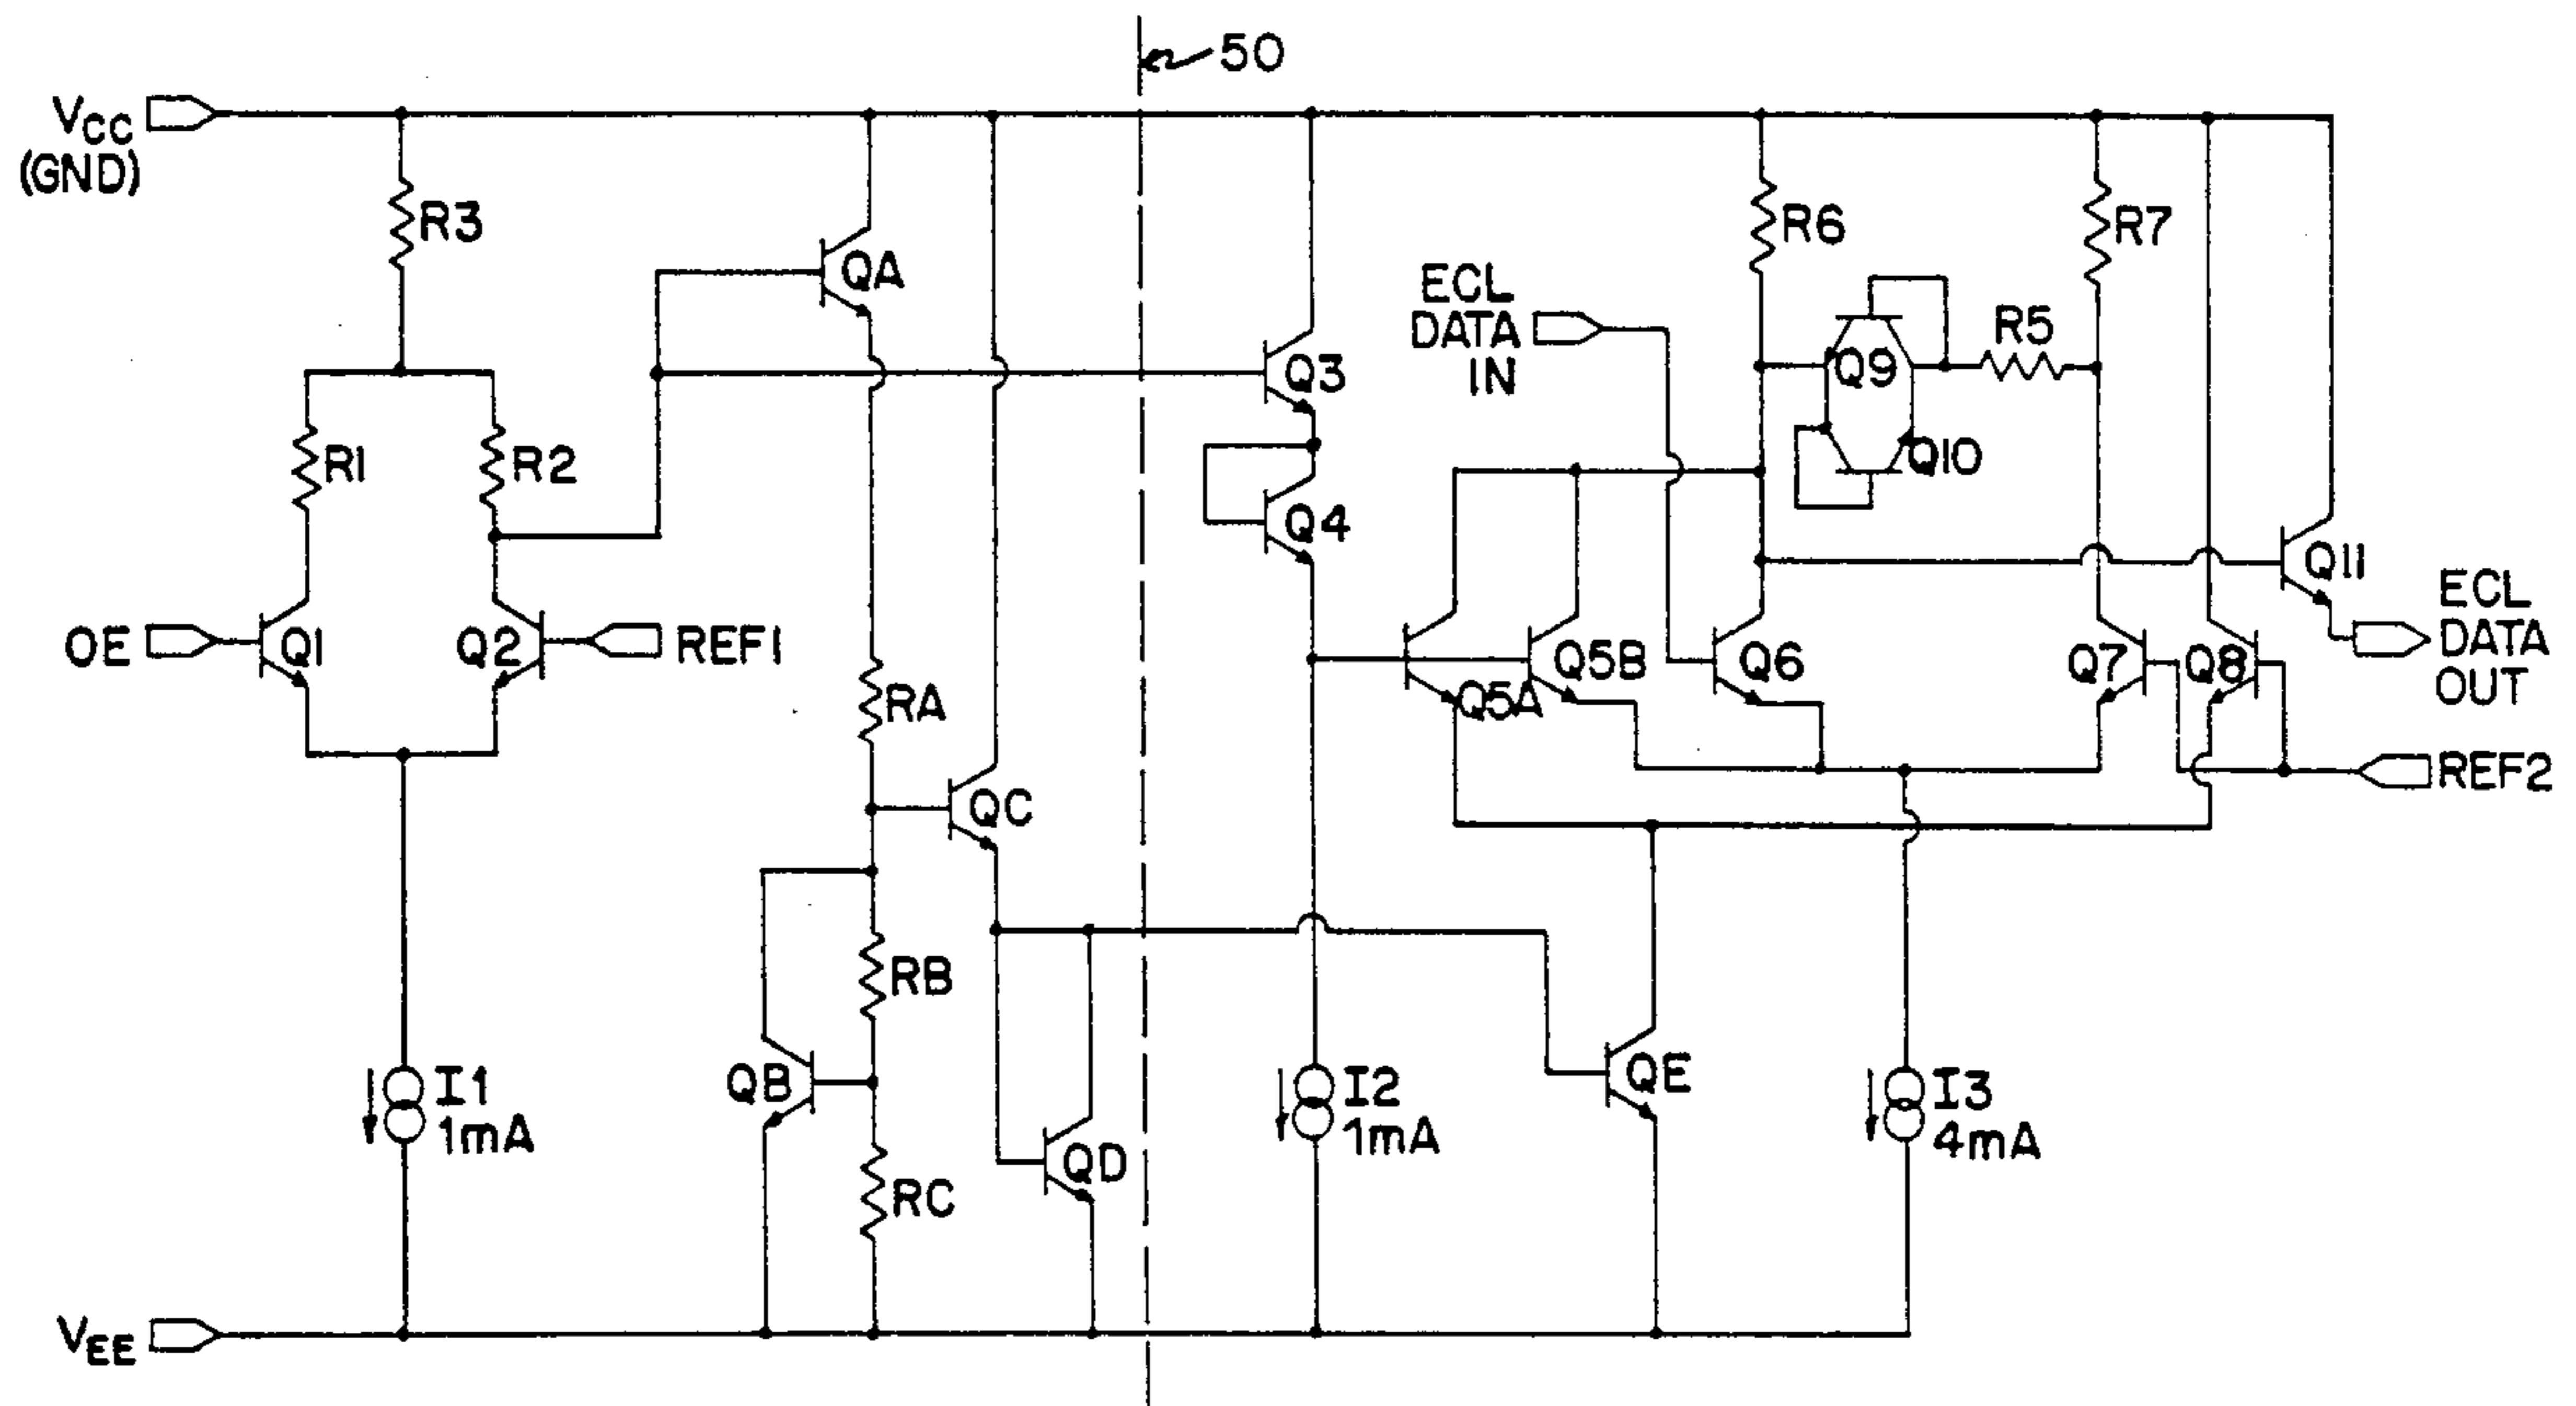 50
VCC
(GND)
R3
R6
R7
QA
ECL
DATA
IN
Q3
Q9
R5
R1
R2
Q10
Q4
Q11
ECL
DATA
OUT
OE
Q1
Q2
REF1
Q5B
Q6
Q7
Q8
Q5A
RA
QC
REF2
RB
QB
I1
1mA
I2
1mA
QE
I3
4mA
QD
RC
VEE